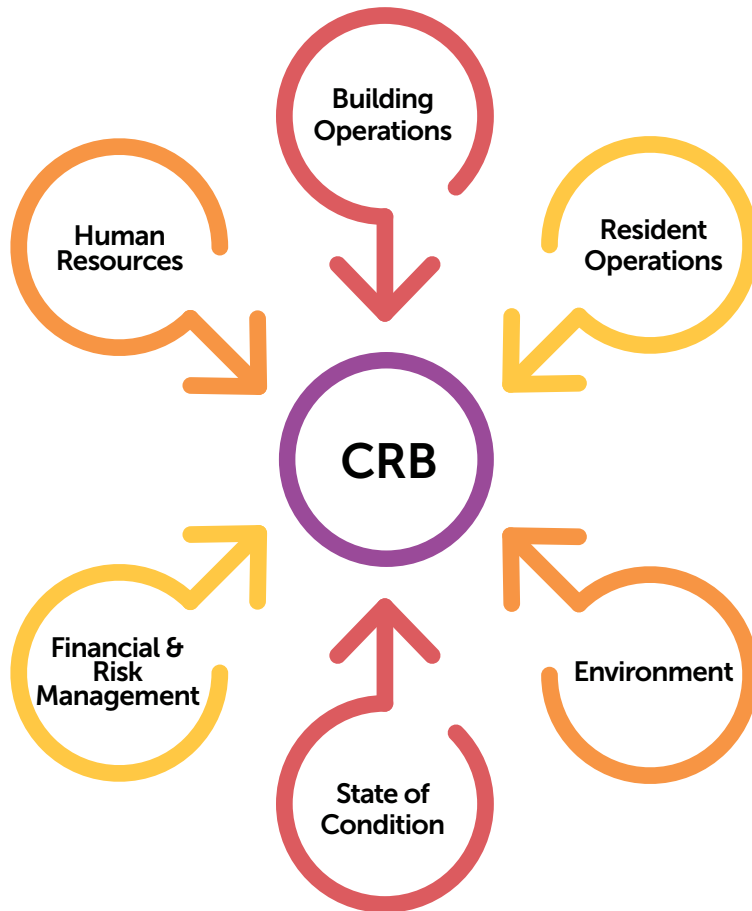 Building
Operations
Human
Resources
Resident
Operations
CRB
Financial &
Risk
Management
Environment
State of
Condition